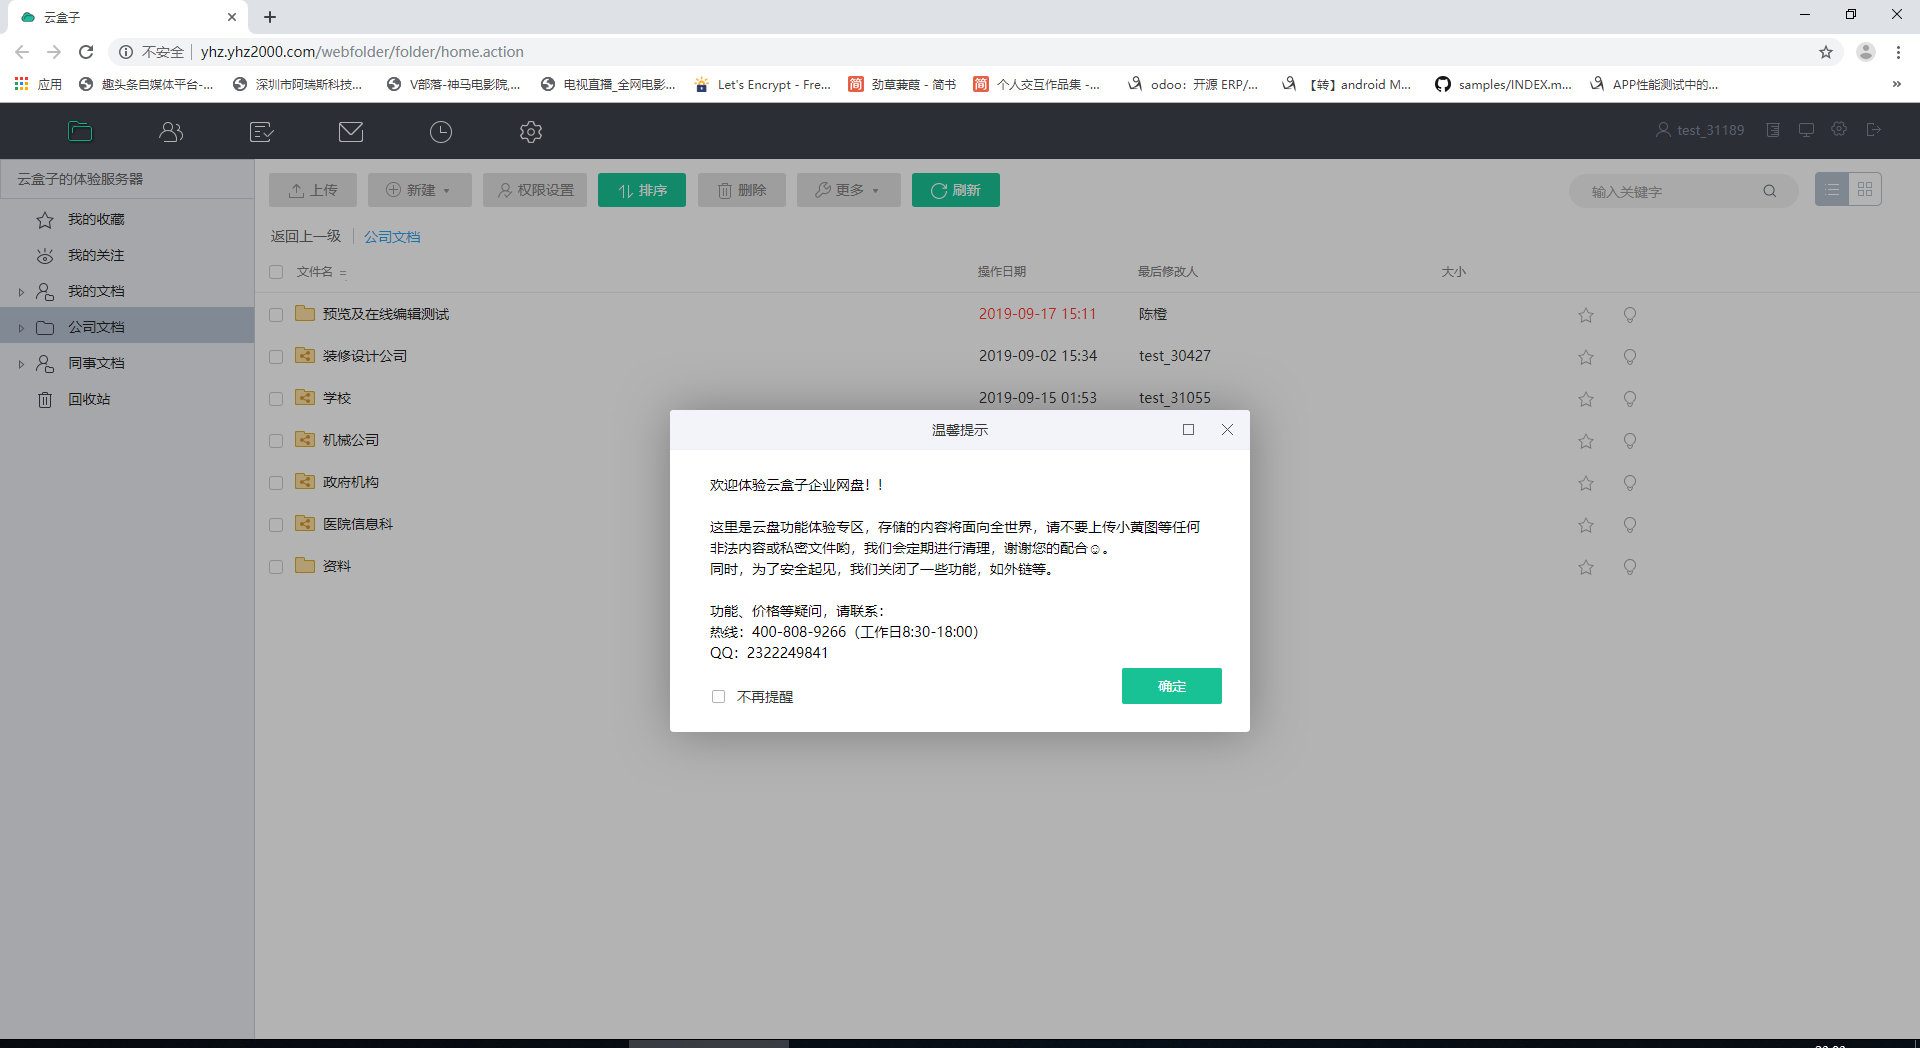 云盒子
不安全 yhz.yhz2000.com/webfolder/folder/home.action
应用 趣头条自媒体平台-... 深圳市阿瑞斯科技... V部落-神马电影院,... 电视直播_全网电影... Let's Encrypt - Fre... 简 劲草蒺葭 - 简书 简 个人交互作品集 -... odoo：开源 ERP/... 【转】android M... samples/INDEX.m... APP性能测试中的... »
test_31189
云盒子的体验服务器
我的收藏
我的关注
我的文档
公司文档
同事文档
回收站
上传 新建 权限设置 排序 删除 更多 刷新 输入关键字
返回上一级 公司文档
文件名 操作日期 最后修改人 大小
预览及在线编辑测试 2019-09-17 15:11 陈橙
装修设计公司 2019-09-02 15:34 test_30427
学校 2019-09-15 01:53 test_31055
机械公司
政府机构
医院信息科
资料
温馨提示
欢迎体验云盒子企业网盘！！
这里是云盘功能体验专区，存储的内容将面向全世界，请不要上传小黄图等任何
非法内容或私密文件哟，我们会定期进行清理，谢谢您的配合☺。
同时，为了安全起见，我们关闭了一些功能，如外链等。
功能、价格等疑问，请联系：
热线：400-808-9266（工作日8:30-18:00）
QQ：2322249841
不再提醒
确定